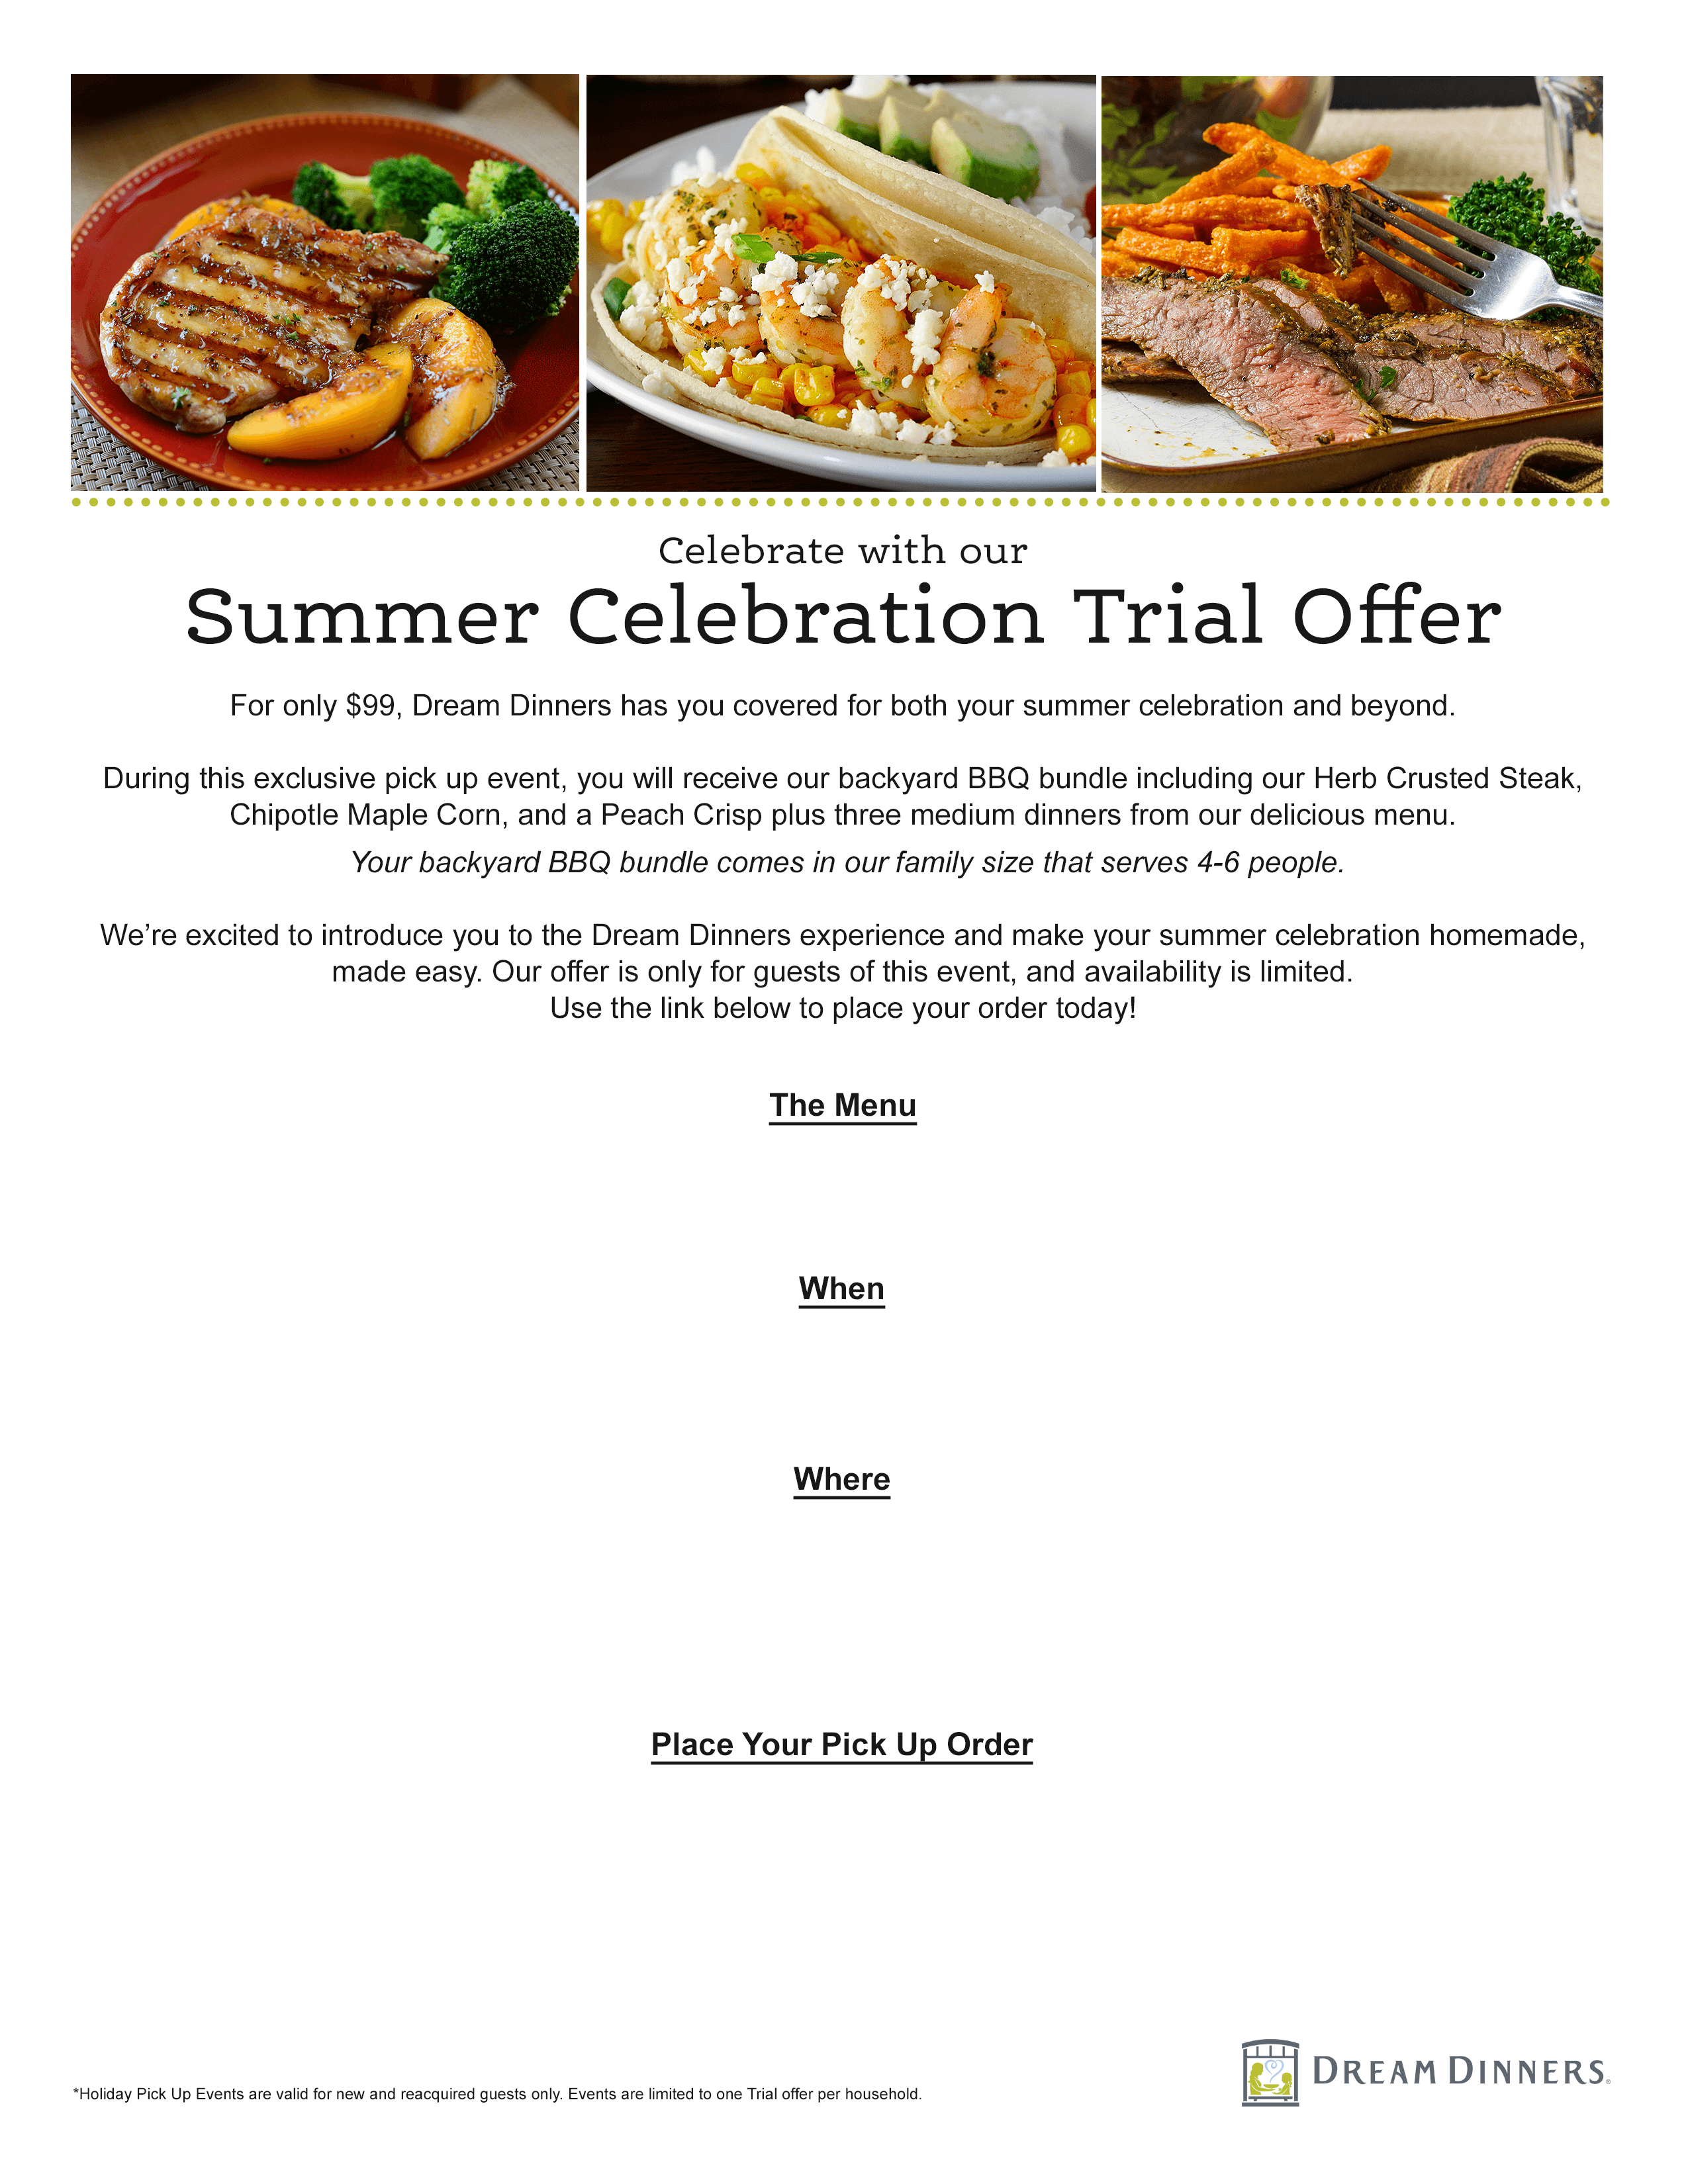 Celebrate with our
Summer Celebration Trial Offer
For only $99, Dream Dinners has you covered for both your summer celebration and beyond.
During this exclusive pick up event, you will receive our backyard BBQ bundle including our Herb Crusted Steak,
Chipotle Maple Corn, and a Peach Crisp plus three medium dinners from our delicious menu.
Your backyard BBQ bundle comes in our family size that serves 4-6 people.
We’re excited to introduce you to the Dream Dinners experience and make your summer celebration homemade,
made easy. Our offer is only for guests of this event, and availability is limited.
Use the link below to place your order today!
The Menu
When
Where
Place Your Pick Up Order
*Holiday Pick Up Events are valid for new and reacquired guests only. Events are limited to one Trial offer per household.
DREAM DINNERS®